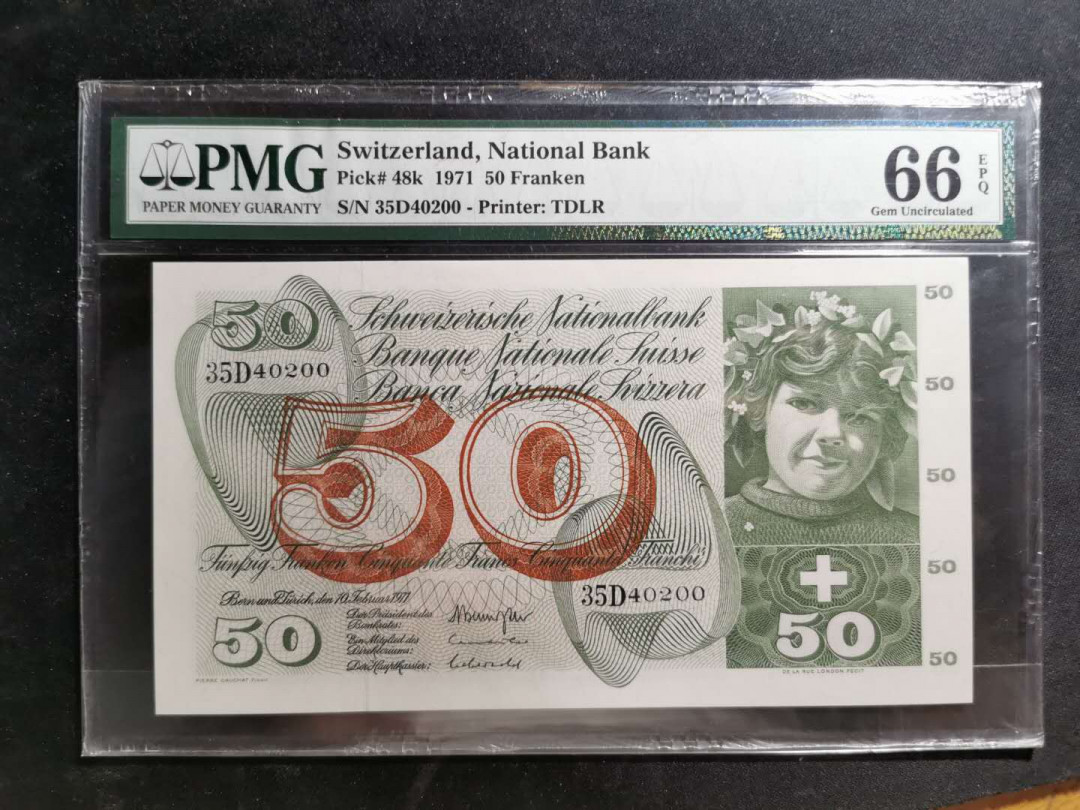 PMG
PAPER MONEY GUARANTY
Switzerland, National Bank
Pick# 48k 1971 50 Franken
S/N 35D40200 - Printer: TDLR
66 EPQ
Gem Uncirculated
50
Schweizerische Nationalbank
Banque Nationale Suisse
Banca Nazionale Svizzera
35D40200
50
Fünfzig Franken Cinquante Francs Cinquanta Franchi
Bern und Zürich, den 10. Februar 1971
35D40200
Der Präsident des
Bankrates:
Ein Mitglied des
Direktoriums:
Der Hauptkassier:
50
PIERRE GAUCHAT
50
DE LA RUE LONDON FECIT
50
50
50
50
50